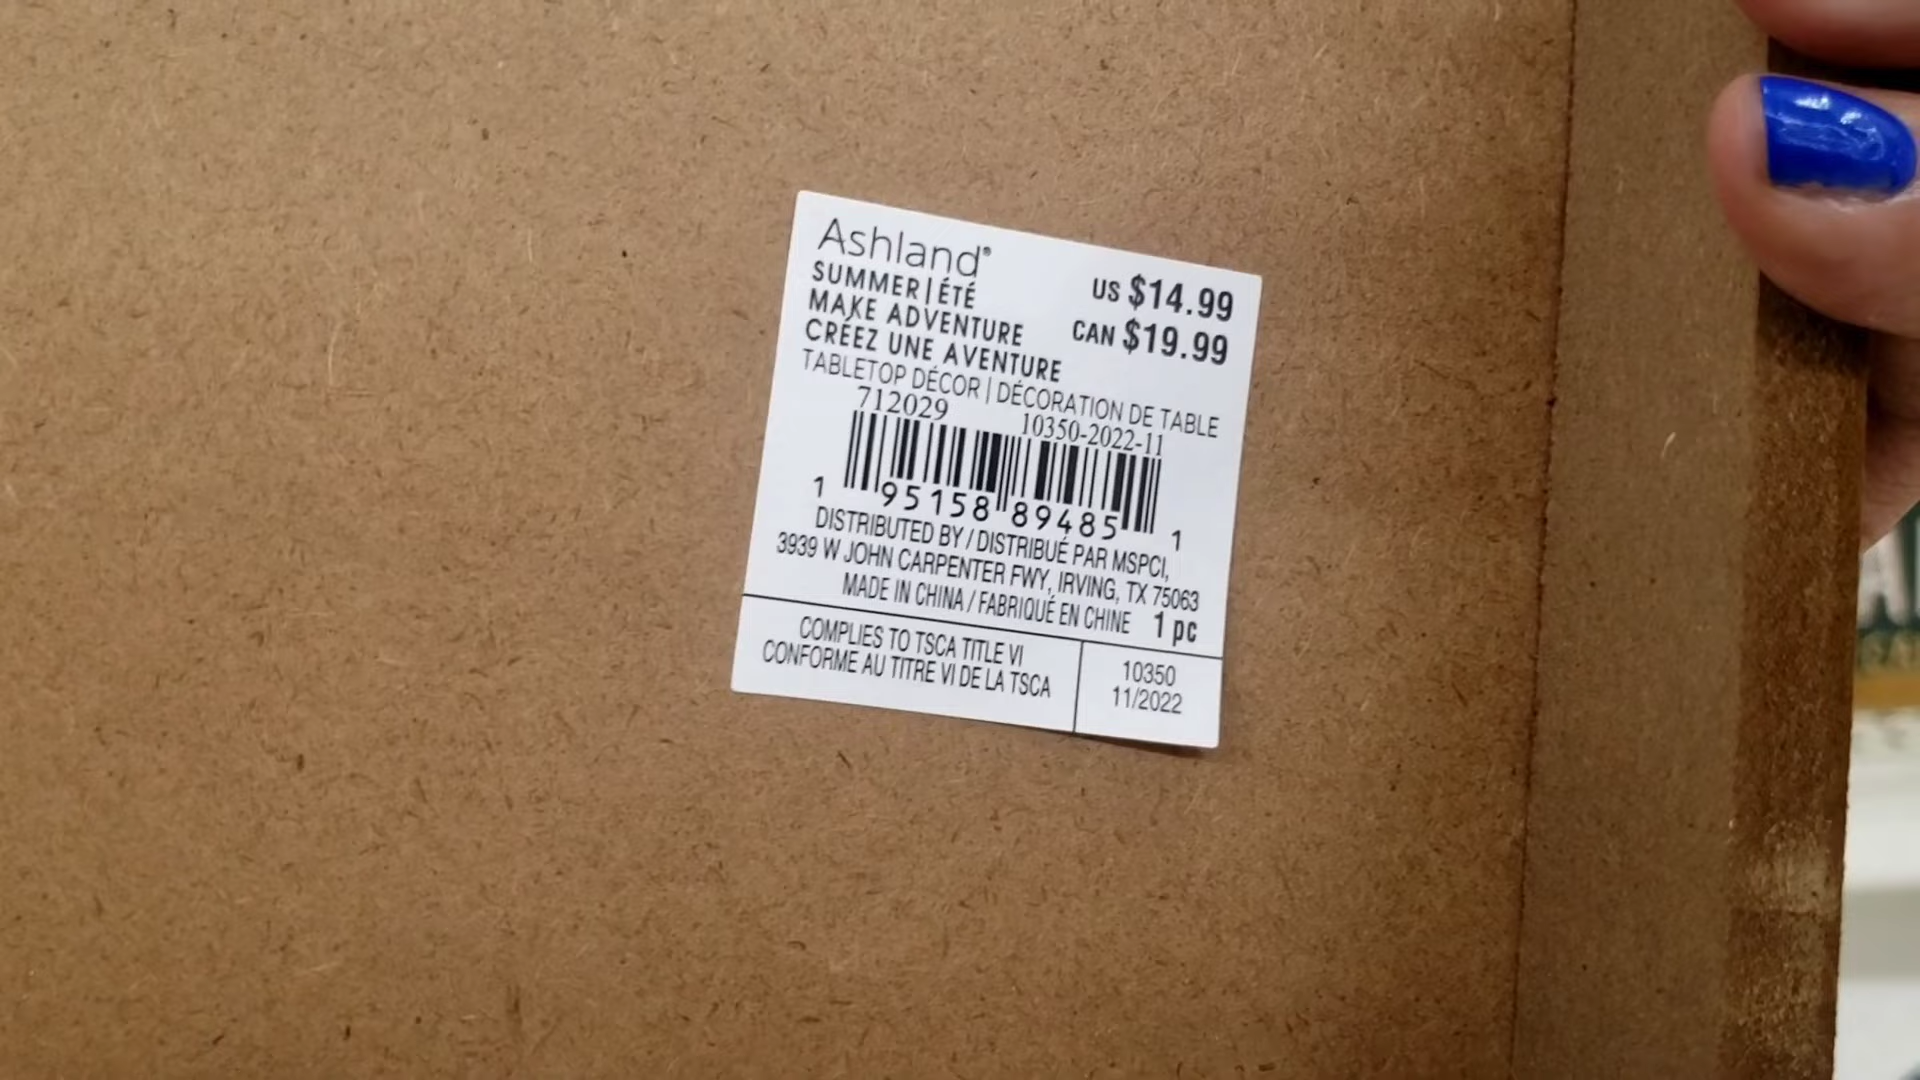 Ashland®
SUMMER | ÉTÉ
MAKE ADVENTURE
CRÉEZ UNE AVENTURE
US $14.99
CAN $19.99
TABLETOP DÉCOR | DÉCORATION DE TABLE
712029 10350-2022-11
1 95158 89485 1
DISTRIBUTED BY / DISTRIBUÉ PAR MSPCI,
3939 W JOHN CARPENTER FWY, IRVING, TX 75063
MADE IN CHINA / FABRIQUÉ EN CHINE 1 pc
COMPLIES TO TSCA TITLE VI
CONFORME AU TITRE VI DE LA TSCA
10350
11/2022